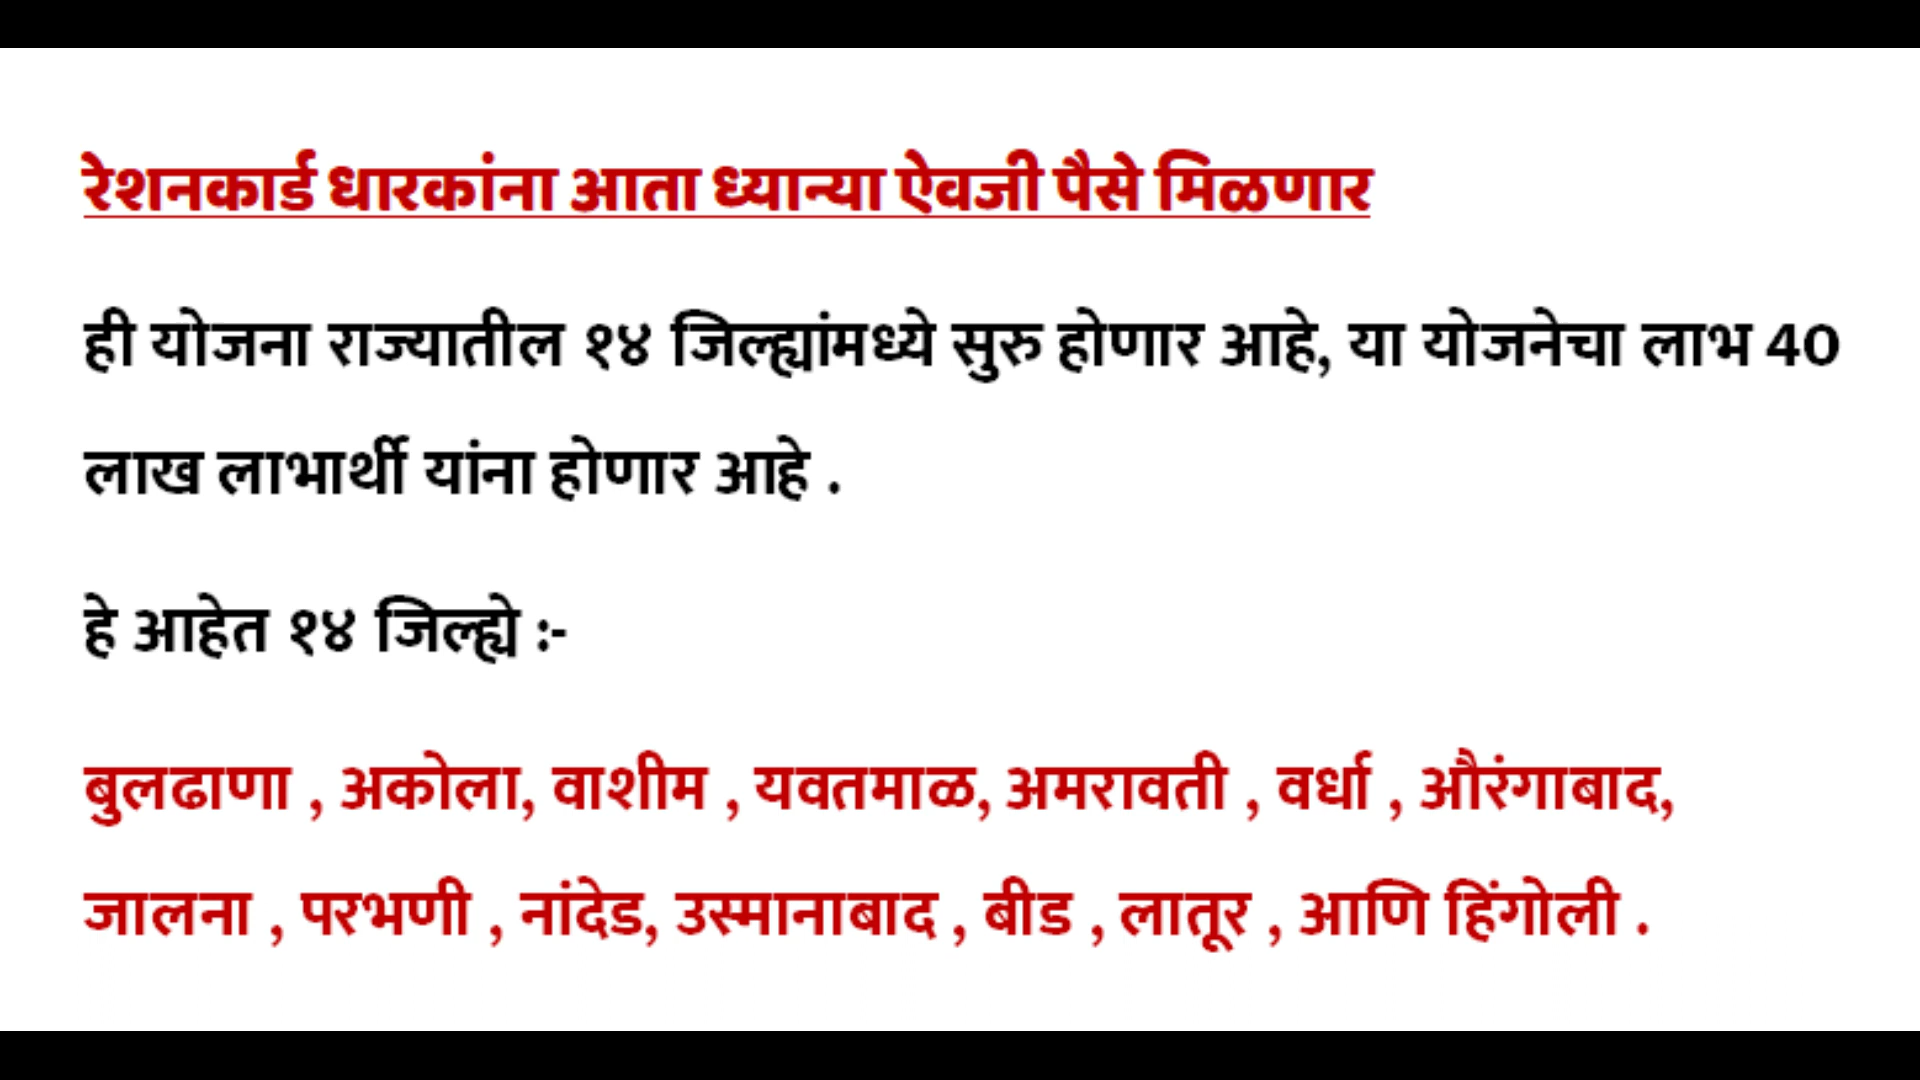 रेशनकार्ड धारकांना आता ध्यान्या ऐवजी पैसे मिळणार
ही योजना राज्यातील १४ जिल्ह्यांमध्ये सुरु होणार आहे, या योजनेचा लाभ 40
लाख लाभार्थी यांना होणार आहे .
हे आहेत १४ जिल्ह्ये :-
बुलढाणा , अकोला, वाशीम , यवतमाळ, अमरावती , वर्धा , औरंगाबाद,
जालना , परभणी , नांदेड, उस्मानाबाद , बीड , लातूर , आणि हिंगोली .